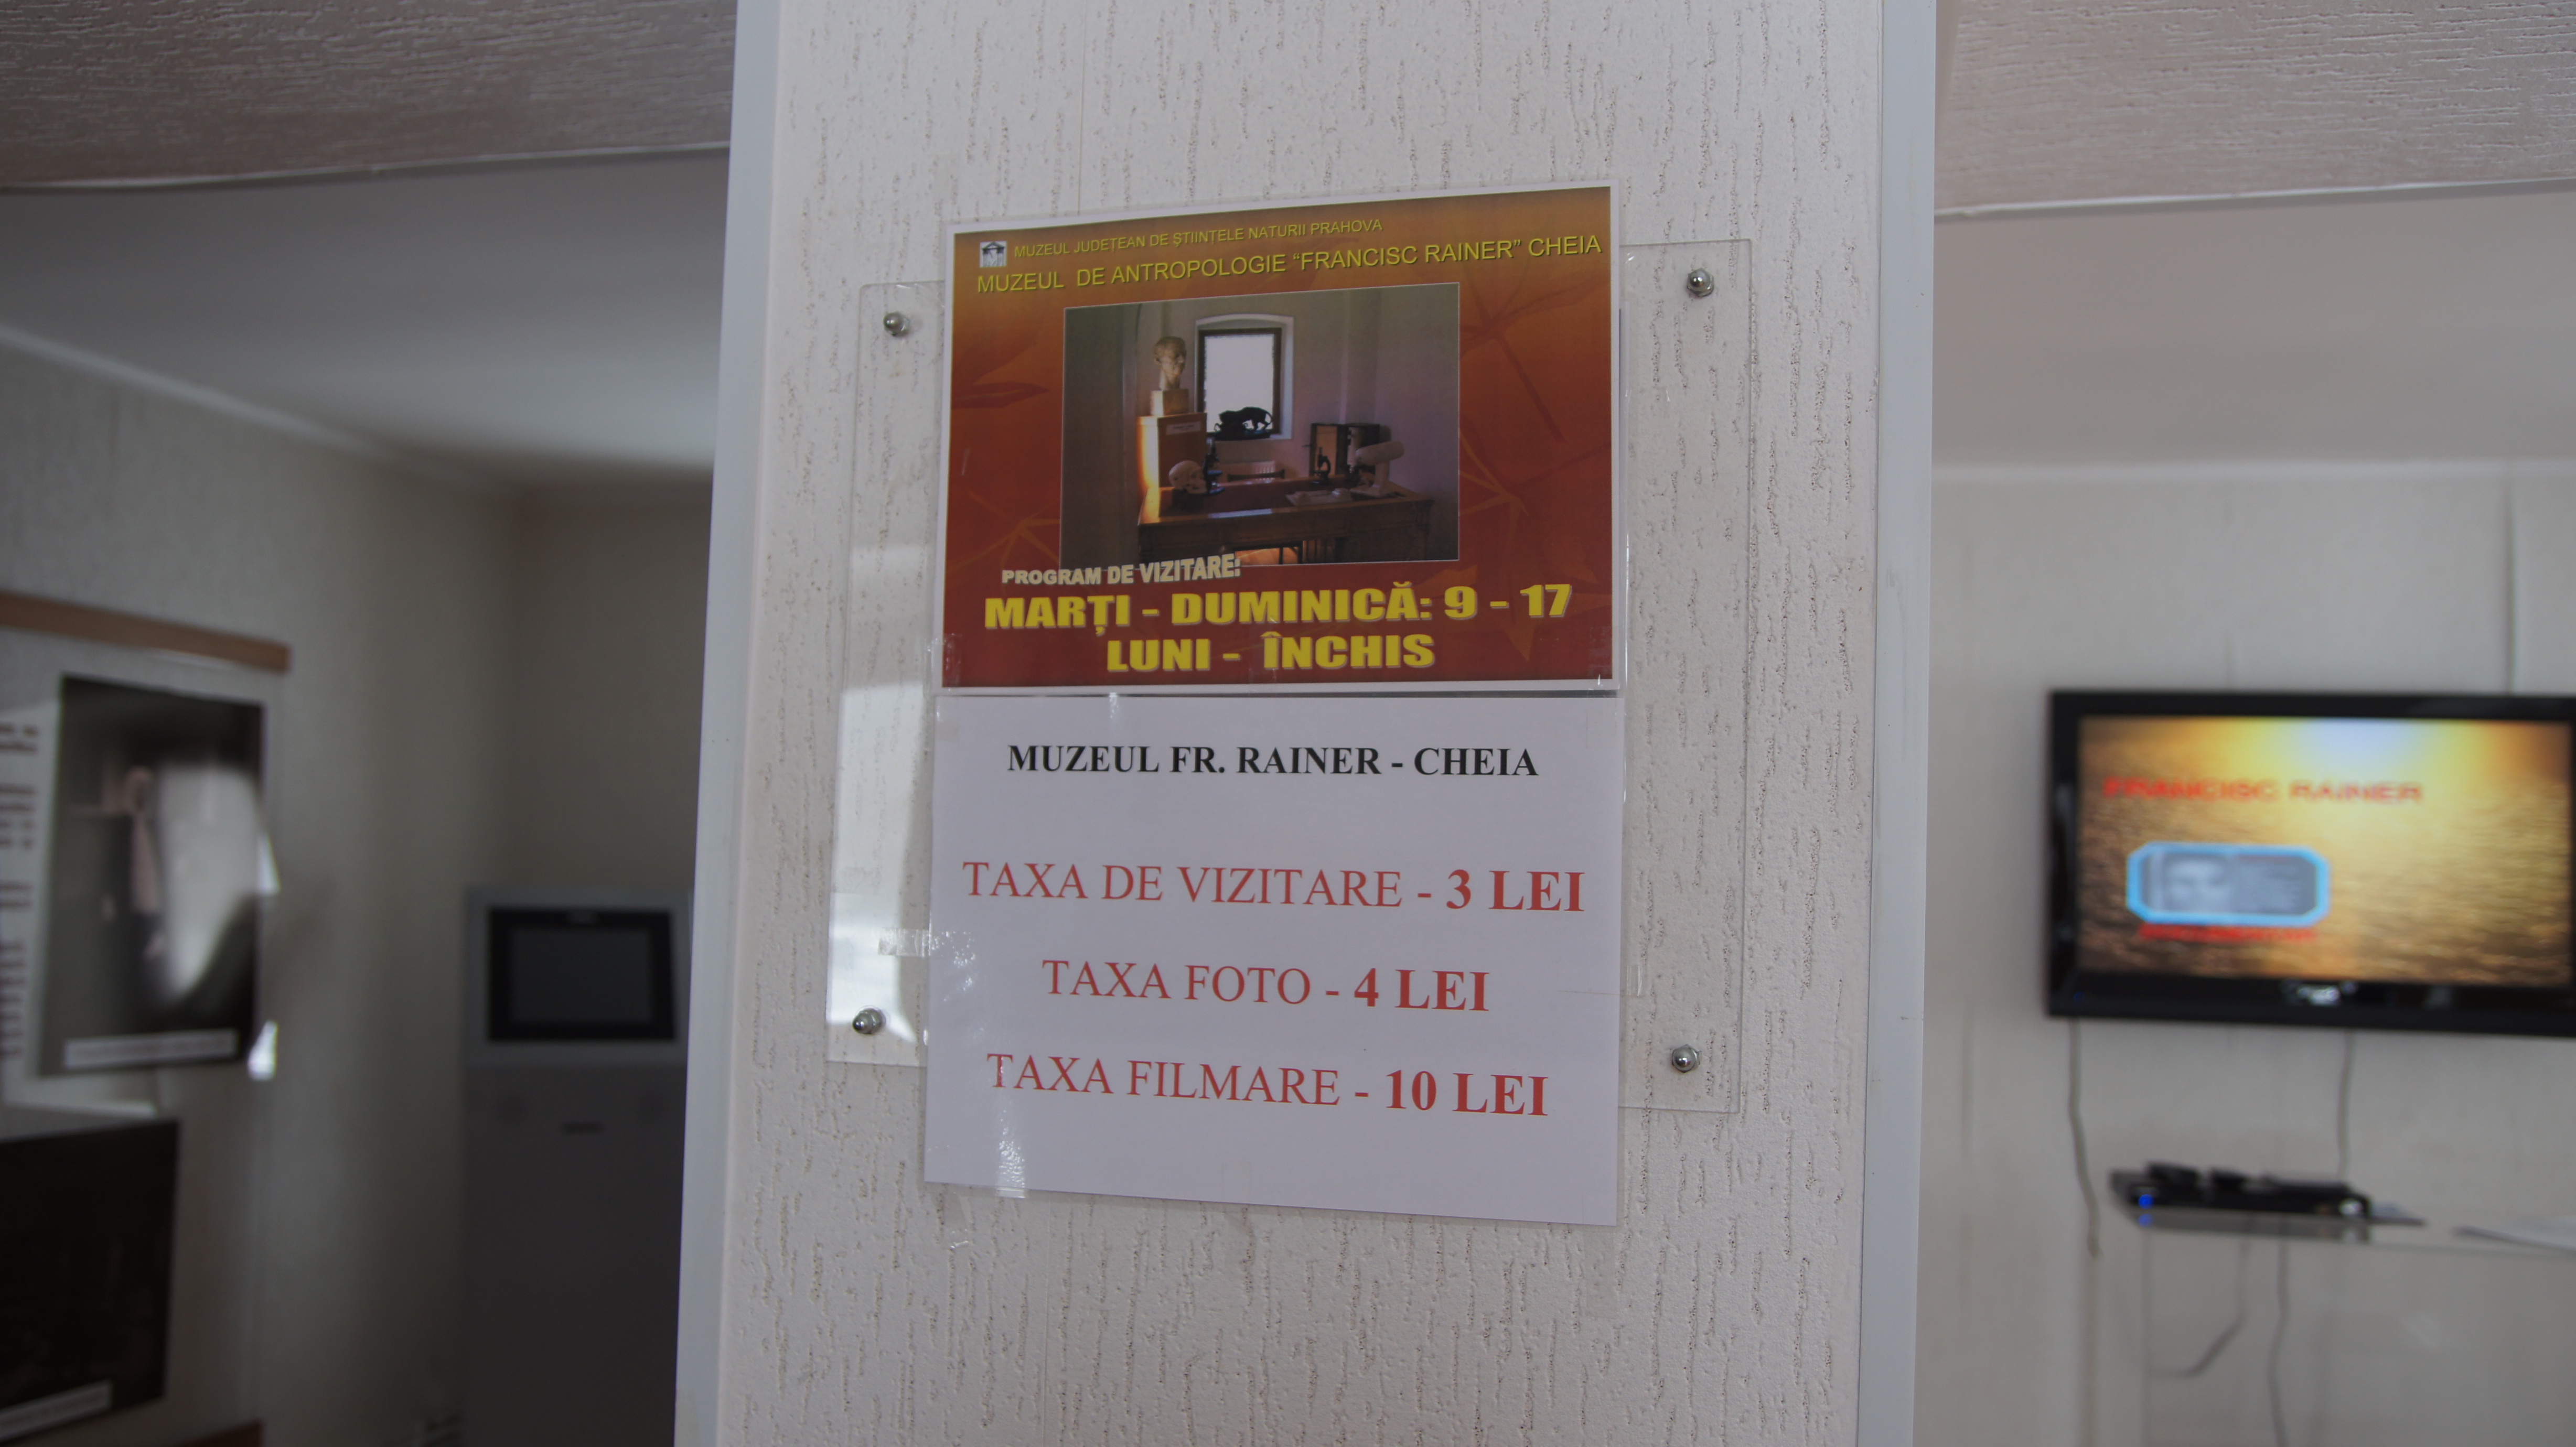 MUZEUL JUDEȚEAN DE ȘTIINȚELE NATURII PRAHOVA
MUZEUL DE ANTROPOLOGIE “FRANCISC RAINER” CHEIA
PROGRAM DE VIZITARE:
MARȚI - DUMINICĂ: 9 - 17
LUNI - ÎNCHIS
MUZEUL FR. RAINER - CHEIA
TAXA DE VIZITARE - 3 LEI
TAXA FOTO - 4 LEI
TAXA FILMARE - 10 LEI
FRANCISC RAINER